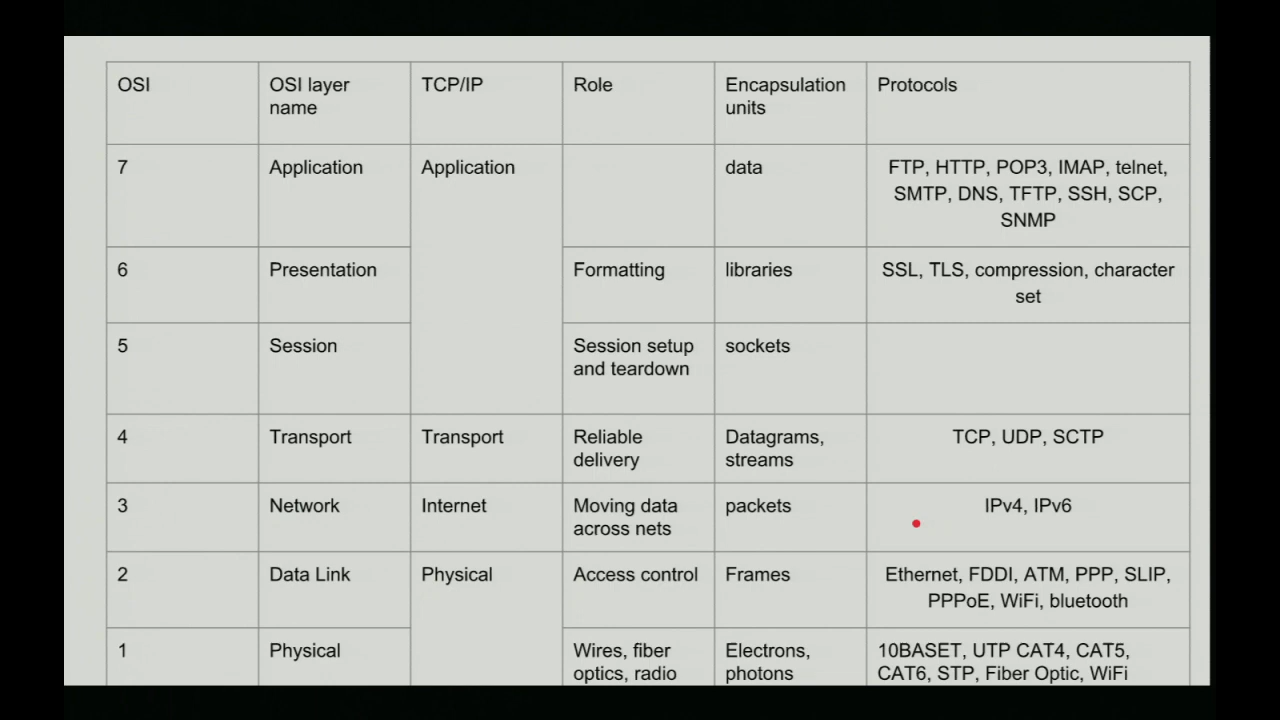 OSI OSI layer name TCP/IP Role Encapsulation units Protocols
7 Application Application data FTP, HTTP, POP3, IMAP, telnet,
SMTP, DNS, TFTP, SSH, SCP,
SNMP
6 Presentation Formatting libraries SSL, TLS, compression, character
set
5 Session Session setup and teardown sockets
4 Transport Transport Reliable delivery Datagrams, streams TCP, UDP, SCTP
3 Network Internet Moving data across nets packets IPv4, IPv6
2 Data Link Physical Access control Frames Ethernet, FDDI, ATM, PPP, SLIP,
PPPoE, WiFi, bluetooth
1 Physical Wires, fiber optics, radio Electrons, photons 10BASET, UTP CAT4, CAT5,
CAT6, STP, Fiber Optic, WiFi